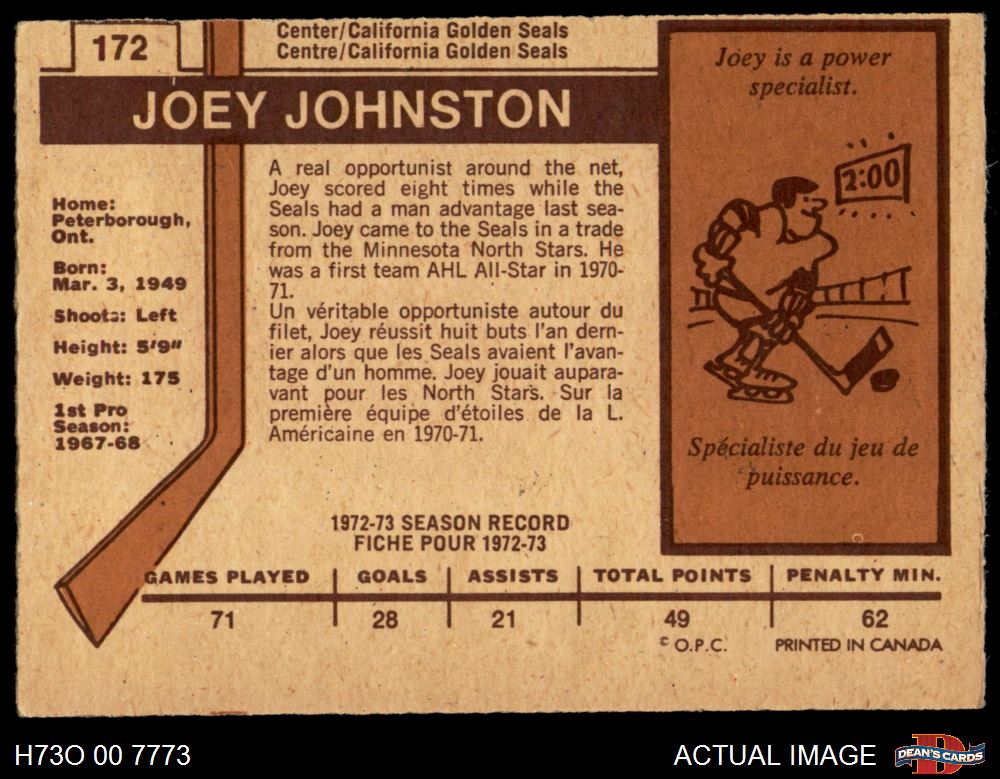 172
Center/California Golden Seals
Centre/California Golden Seals
JOEY JOHNSTON
Home:
Peterborough,
Ont.
Born:
Mar. 3, 1949
Shoots: Left
Height: 5'9"
Weight: 175
1st Pro
Season:
1967-68
A real opportunist around the net,
Joey scored eight times while the
Seals had a man advantage last sea-
son. Joey came to the Seals in a trade
from the Minnesota North Stars. He
was a first team AHL All-Star in 1970-
71.
Un véritable opportuniste autour du
filet, Joey réussit huit buts l'an dern-
ier alors que les Seals avaient l'avan-
tage d'un homme. Joey jouait aupara-
vant pour les North Stars. Sur la
première équipe d'étoiles de la L.
Américaine en 1970-71.
Joey is a power
specialist.
2:00
Spécialiste du jeu de
puissance.
1972-73 SEASON RECORD
FICHE POUR 1972-73
GAMES PLAYED GOALS ASSISTS TOTAL POINTS PENALTY MIN.
71 28 21 49 62
© O.P.C. PRINTED IN CANADA
H73O 00 7773
ACTUAL IMAGE
DEAN'S CARDS